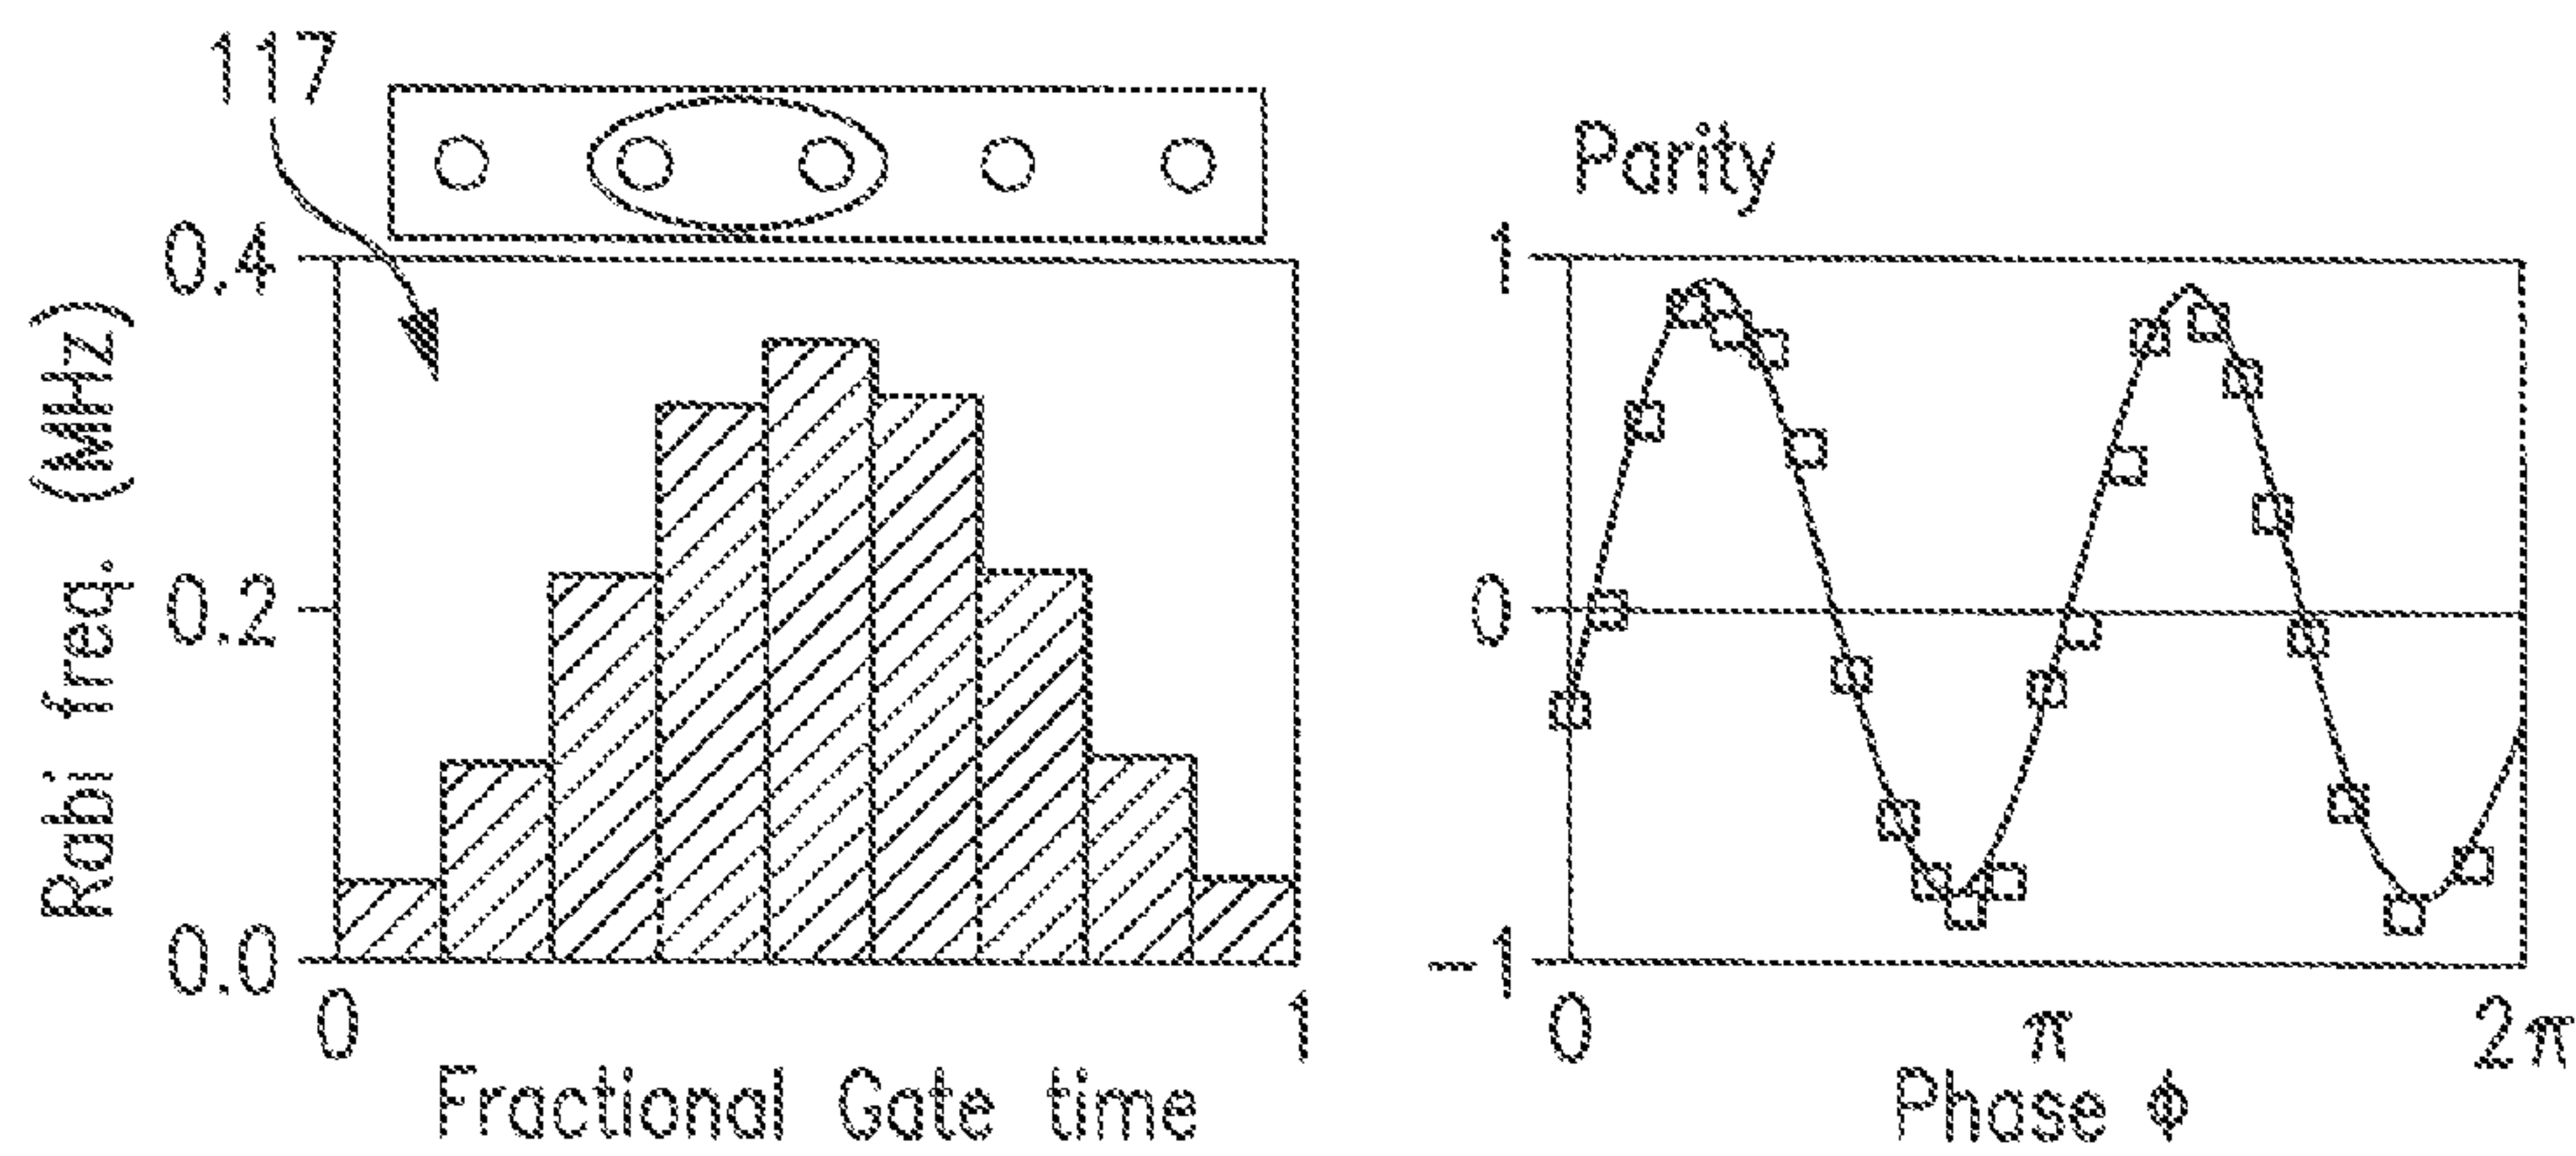 117
0.4
0.2
0.0
Rabi freq. (MHz)
0 1
Fractional Gate time
Parity
1
0
-1
0 π 2π
Phase ϕ